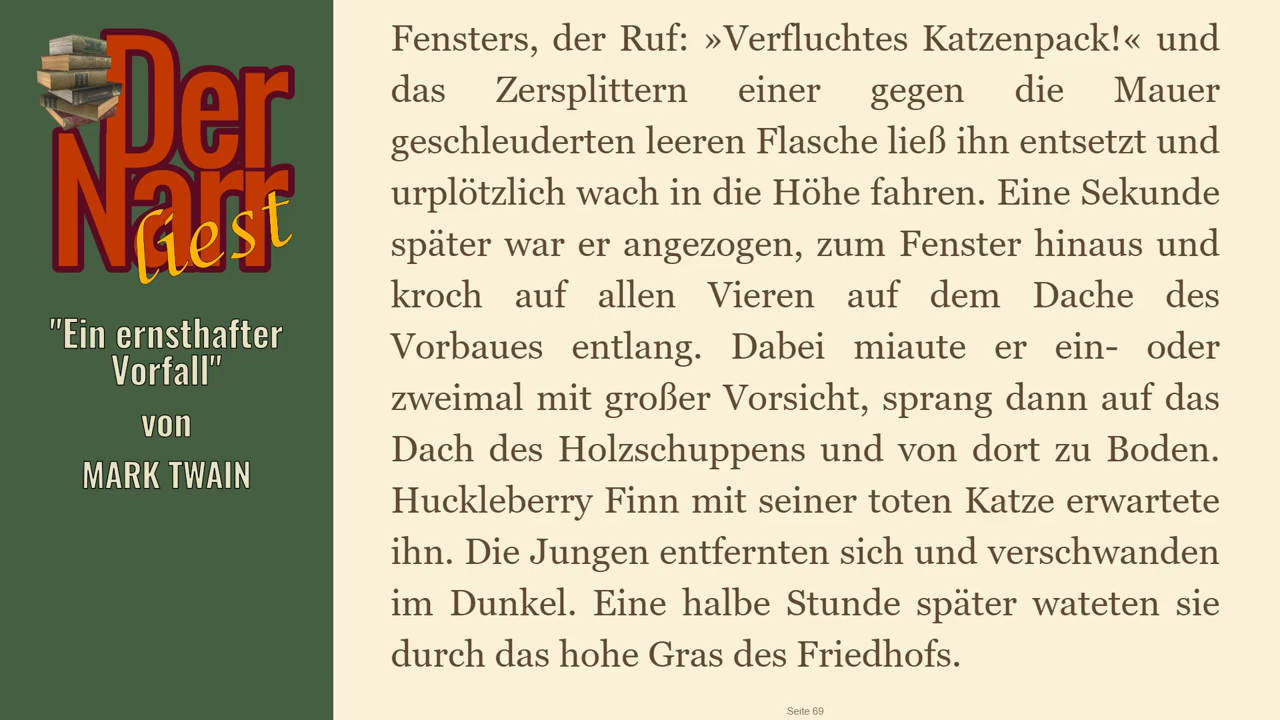 Der
Narr
liest
"Ein ernsthafter
Vorfall"
von
MARK TWAIN
Fensters, der Ruf: »Verfluchtes Katzenpack!« und
das Zersplittern einer gegen die Mauer
geschleuderten leeren Flasche ließ ihn entsetzt und
urplötzlich wach in die Höhe fahren. Eine Sekunde
später war er angezogen, zum Fenster hinaus und
kroch auf allen Vieren auf dem Dache des
Vorbaues entlang. Dabei miaute er ein- oder
zweimal mit großer Vorsicht, sprang dann auf das
Dach des Holzschuppens und von dort zu Boden.
Huckleberry Finn mit seiner toten Katze erwartete
ihn. Die Jungen entfernten sich und verschwanden
im Dunkel. Eine halbe Stunde später wateten sie
durch das hohe Gras des Friedhofs.
Seite 69